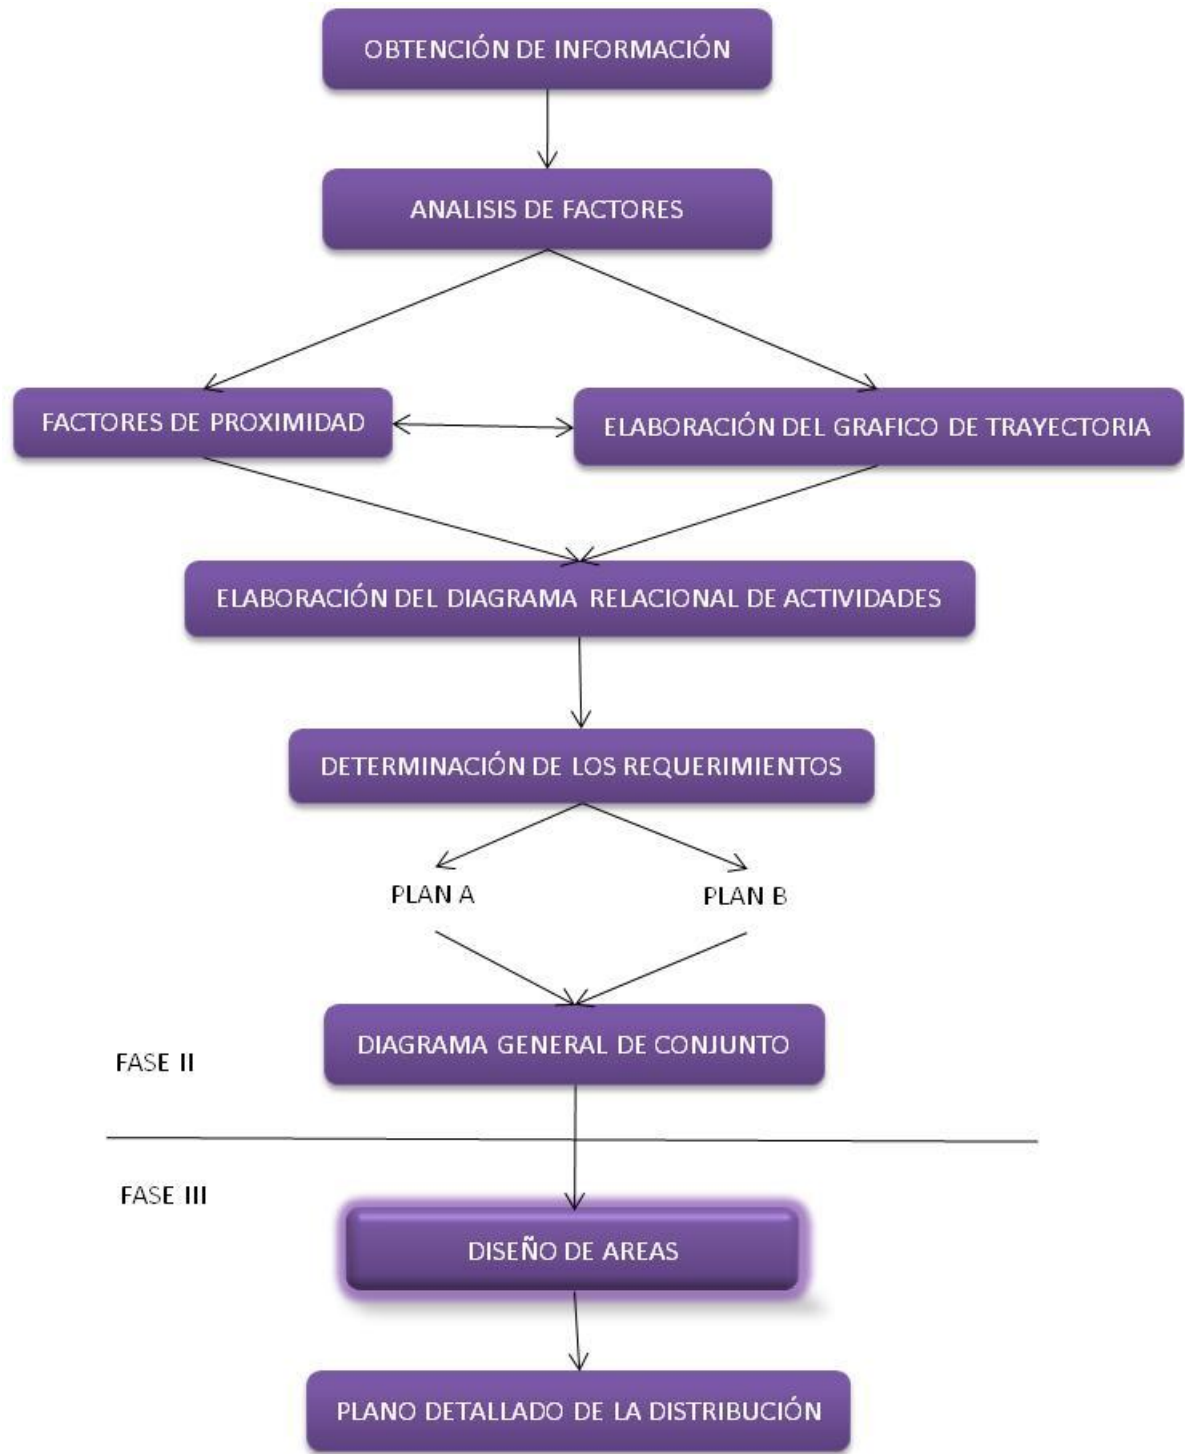 OBTENCIÓN DE INFORMACIÓN
ANALISIS DE FACTORES
FACTORES DE PROXIMIDAD
ELABORACIÓN DEL GRAFICO DE TRAYECTORIA
ELABORACIÓN DEL DIAGRAMA RELACIONAL DE ACTIVIDADES
DETERMINACIÓN DE LOS REQUERIMIENTOS
PLAN A
PLAN B
DIAGRAMA GENERAL DE CONJUNTO
FASE II
FASE III
DISEÑO DE AREAS
PLANO DETALLADO DE LA DISTRIBUCIÓN